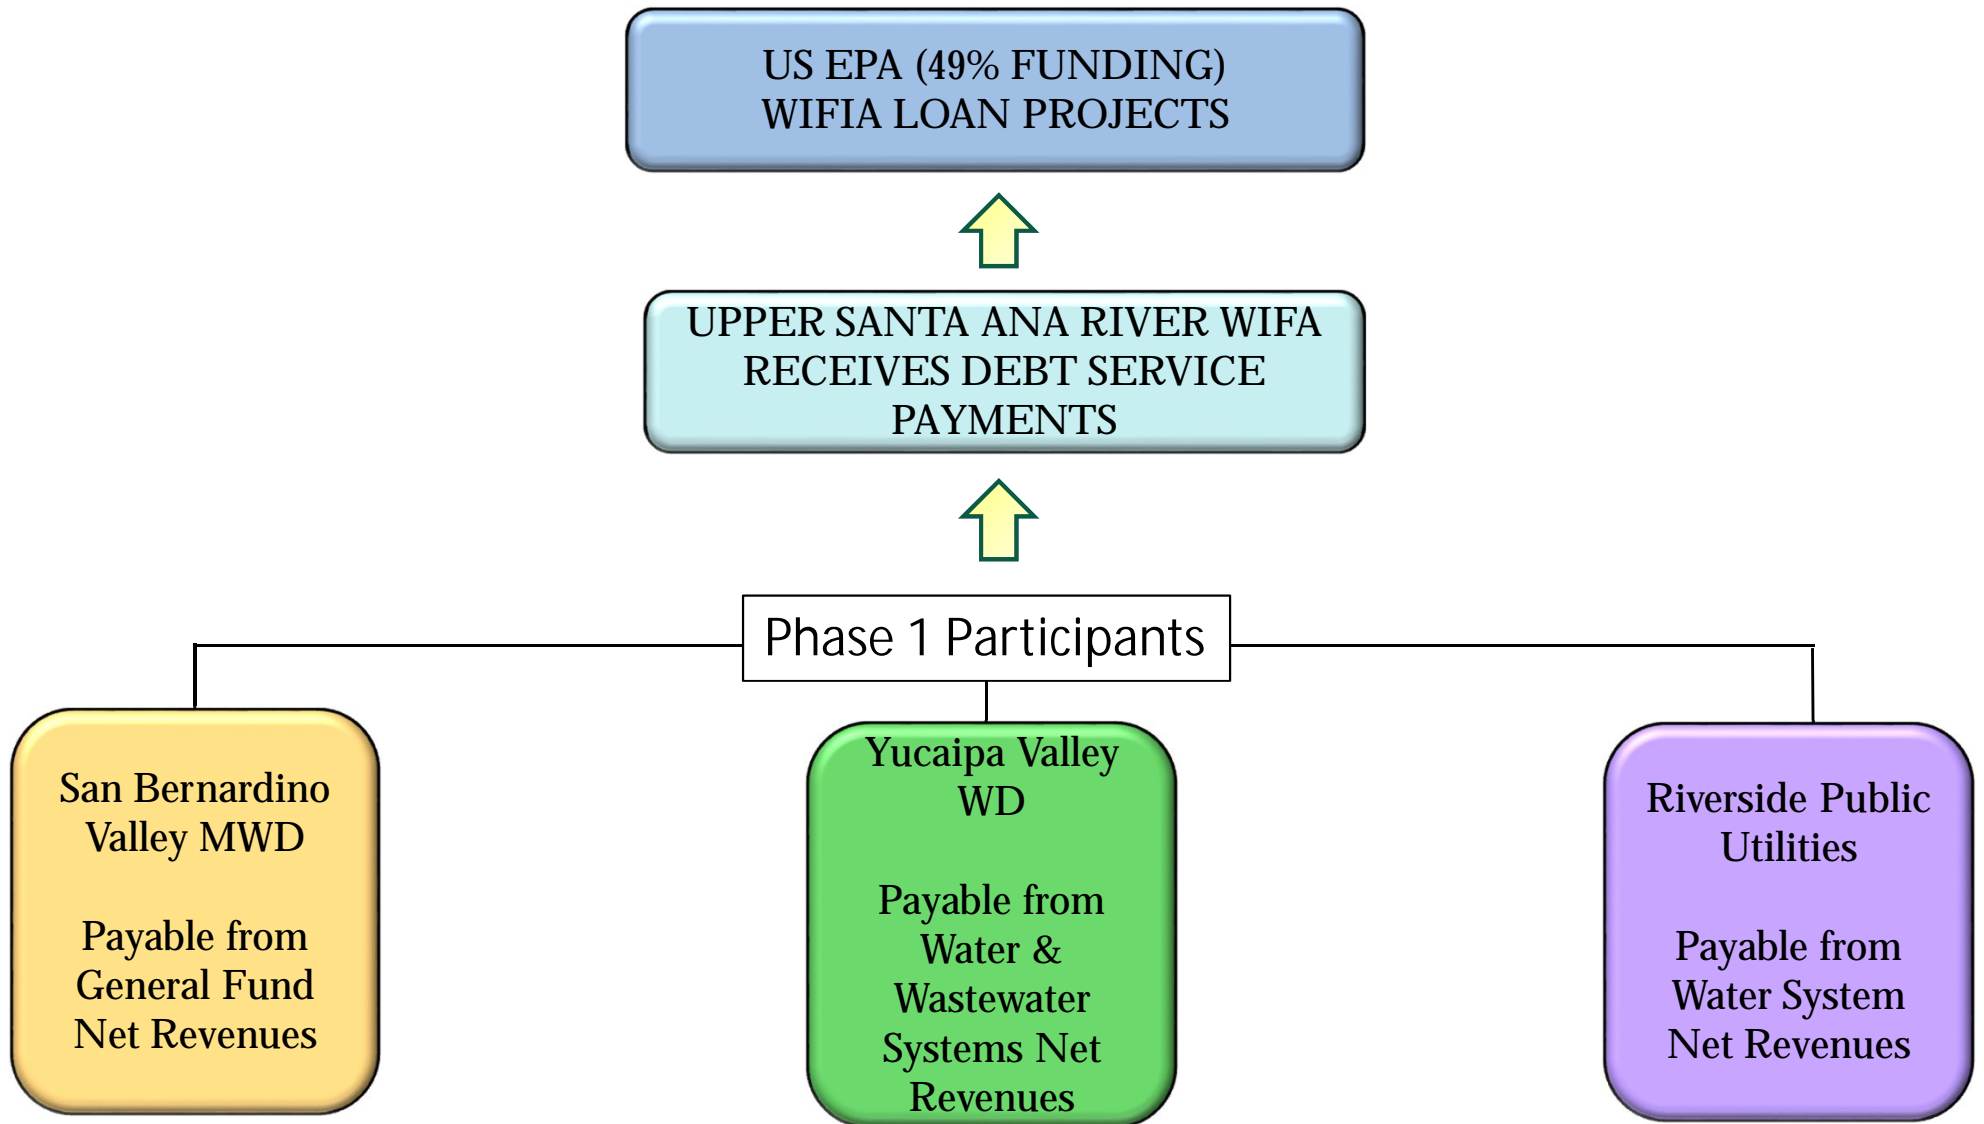 US EPA (49% FUNDING)
WIFIA LOAN PROJECTS
UPPER SANTA ANA RIVER WIFA
RECEIVES DEBT SERVICE
PAYMENTS
Phase 1 Participants
San Bernardino
Valley MWD
Payable from
General Fund
Net Revenues
Yucaipa Valley
WD
Payable from
Water &
Wastewater
Systems Net
Revenues
Riverside Public
Utilities
Payable from
Water System
Net Revenues